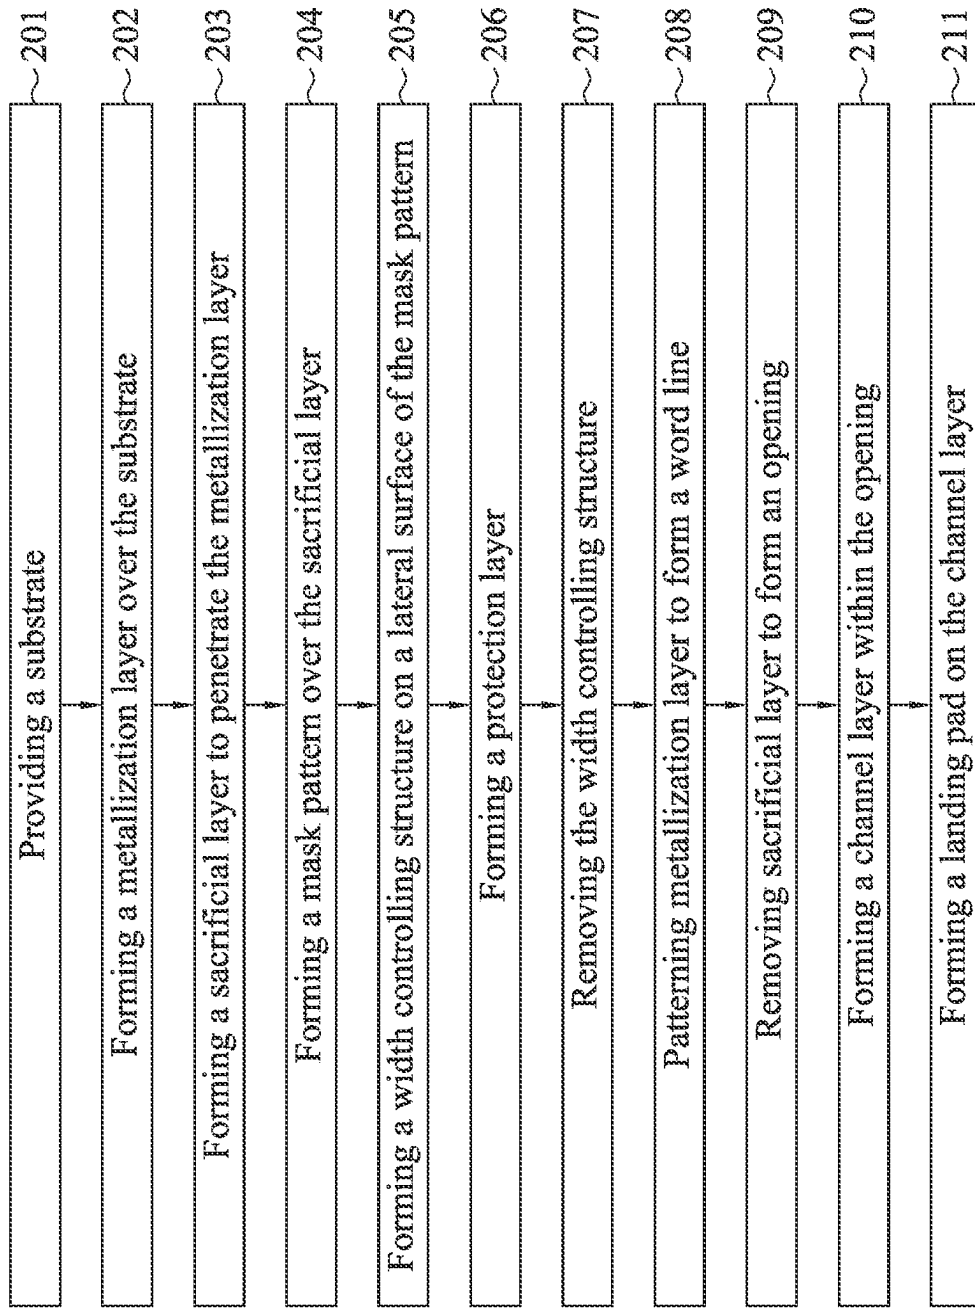 Providing a substrate ~201
Forming a metallization layer over the substrate ~202
Forming a sacrificial layer to penetrate the metallization layer ~203
Forming a mask pattern over the sacrificial layer ~204
Forming a width controlling structure on a lateral surface of the mask pattern ~205
Forming a protection layer ~206
Removing the width controlling structure ~207
Patterning metallization layer to form a word line ~208
Removing sacrificial layer to form an opening ~209
Forming a channel layer within the opening ~210
Forming a landing pad on the channel layer ~211